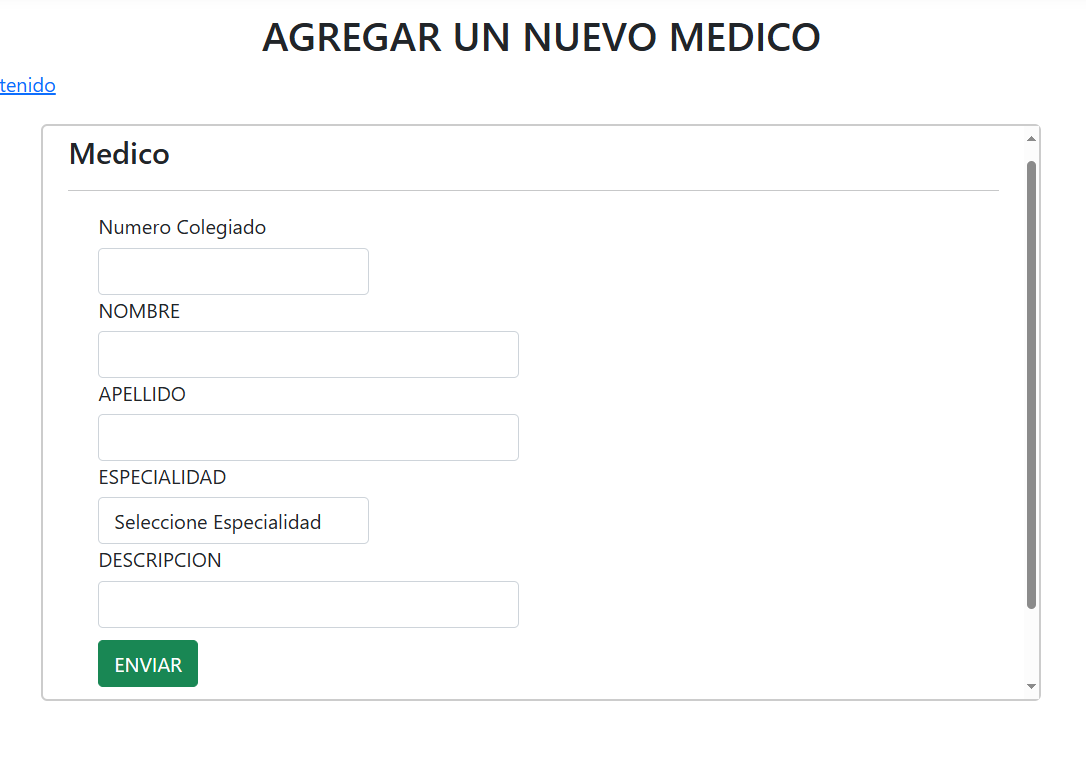 AGREGAR UN NUEVO MEDICO
tenido
Medico
Numero Colegiado
NOMBRE
APELLIDO
ESPECIALIDAD
Seleccione Especialidad
DESCRIPCION
ENVIAR